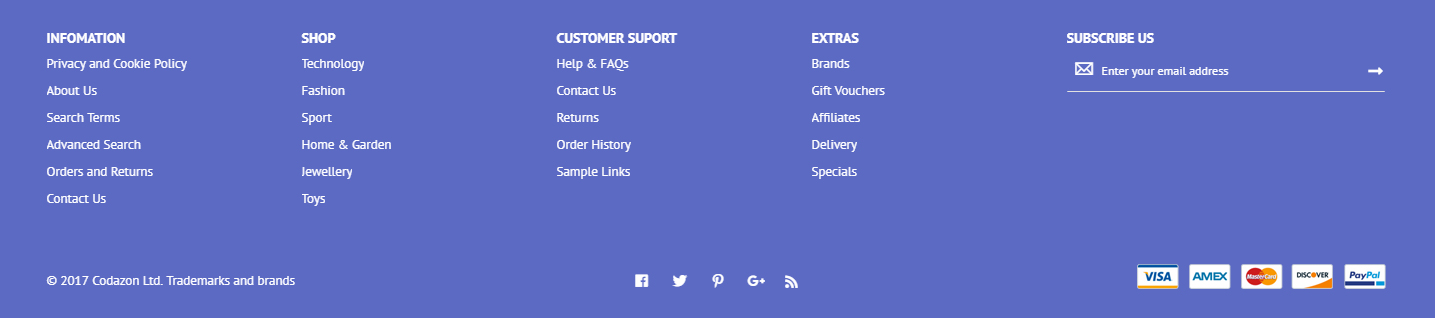 INFOMATION
Privacy and Cookie Policy
About Us
Search Terms
Advanced Search
Orders and Returns
Contact Us
SHOP
Technology
Fashion
Sport
Home & Garden
Jewellery
Toys
CUSTOMER SUPORT
Help & FAQs
Contact Us
Returns
Order History
Sample Links
EXTRAS
Brands
Gift Vouchers
Affiliates
Delivery
Specials
SUBSCRIBE US
Enter your email address
© 2017 Codazon Ltd. Trademarks and brands
VISA AMEX MasterCard DISCOVER PayPal